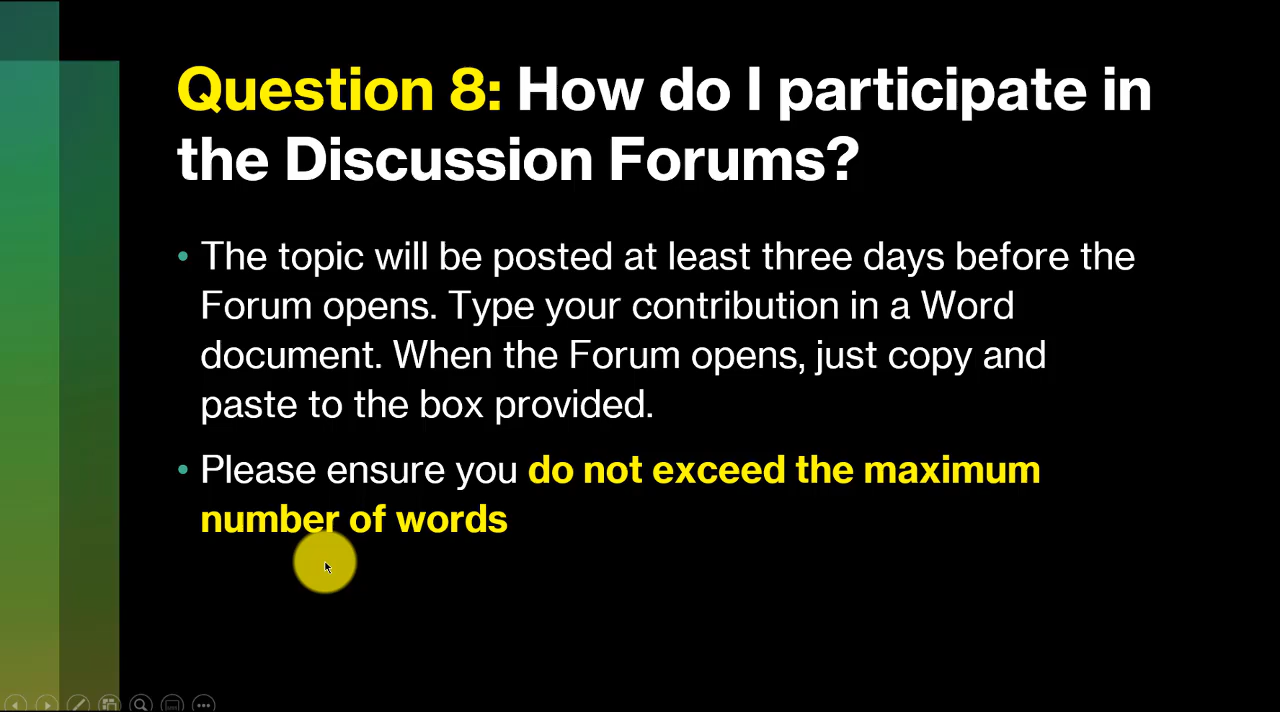 Question 8: How do I participate in
the Discussion Forums?
• The topic will be posted at least three days before the
Forum opens. Type your contribution in a Word
document. When the Forum opens, just copy and
paste to the box provided.
• Please ensure you do not exceed the maximum
number of words